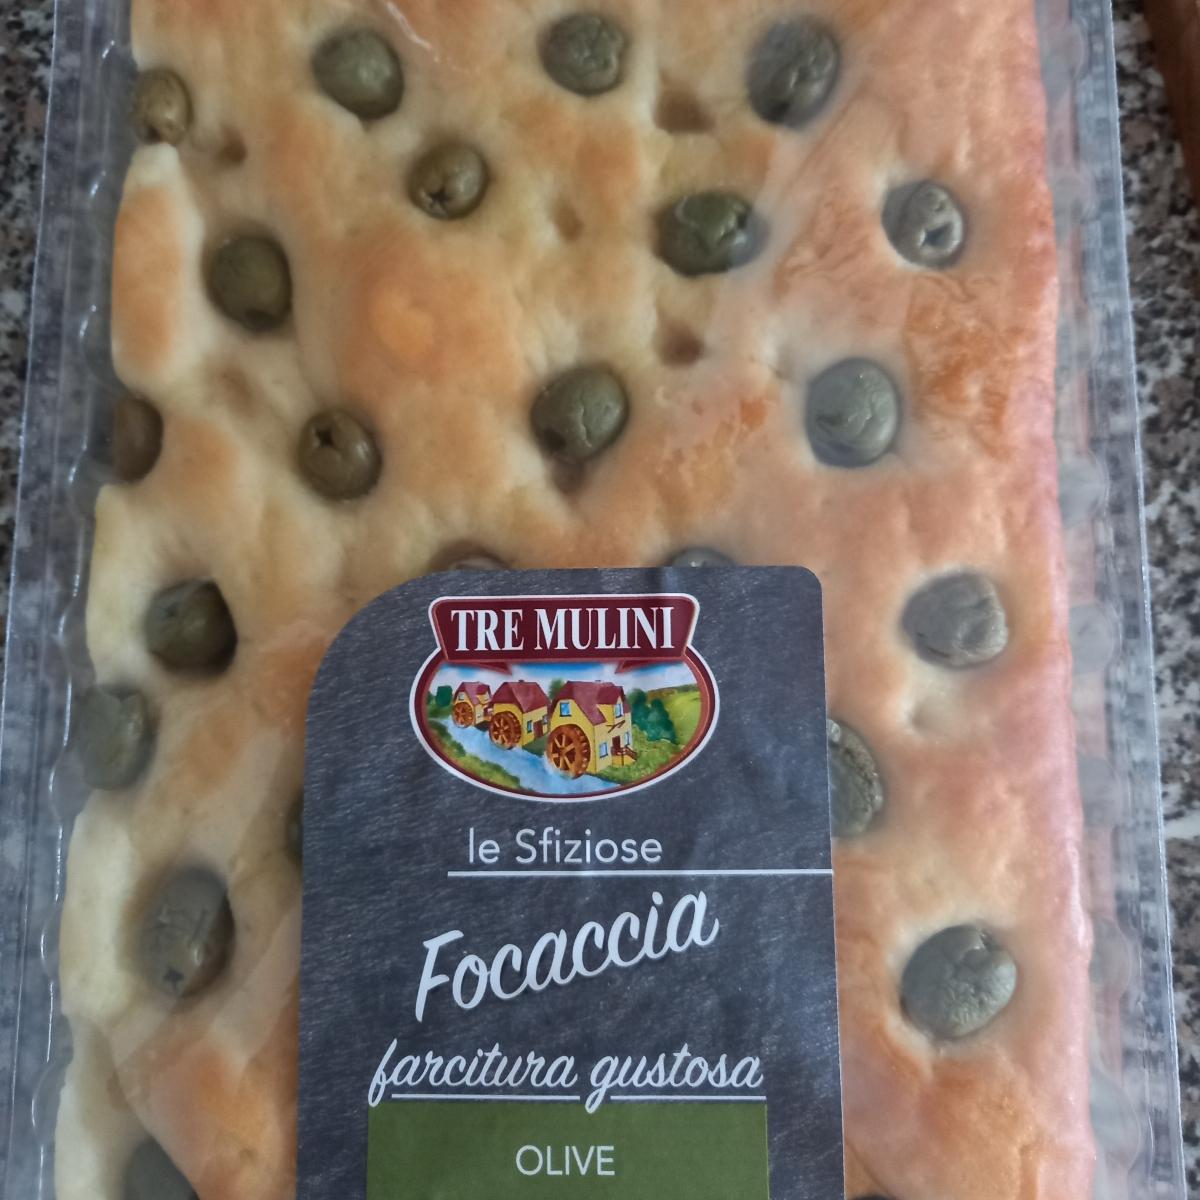 TRE MULINI
le Sfiziose
Focaccia
farcitura gustosa
OLIVE